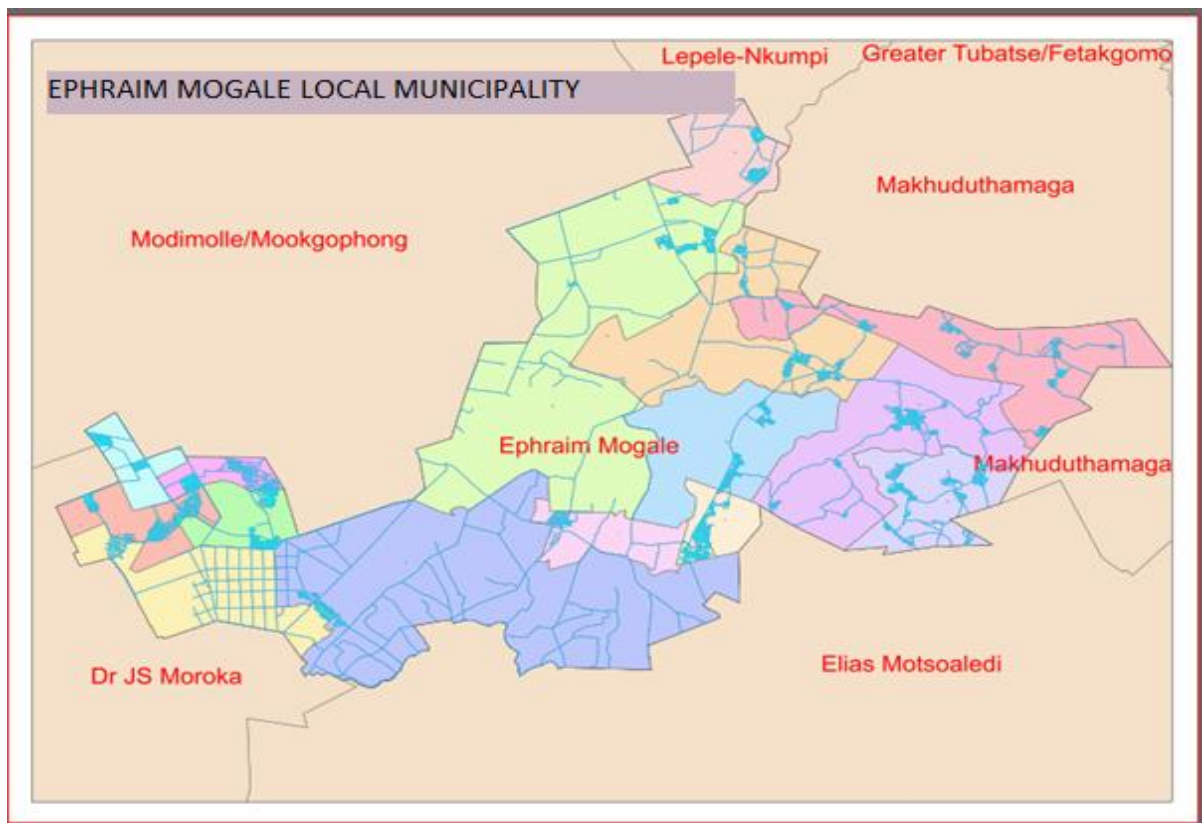 Lepele-Nkumpi
Greater Tubatse/Fetakgomo
EPHRAIM MOGALE LOCAL MUNICIPALITY
Makhuduthamaga
Modimolle/Mookgophong
Ephraim Mogale
Makhuduthamaga
Elias Motsoaledi
Dr JS Moroka